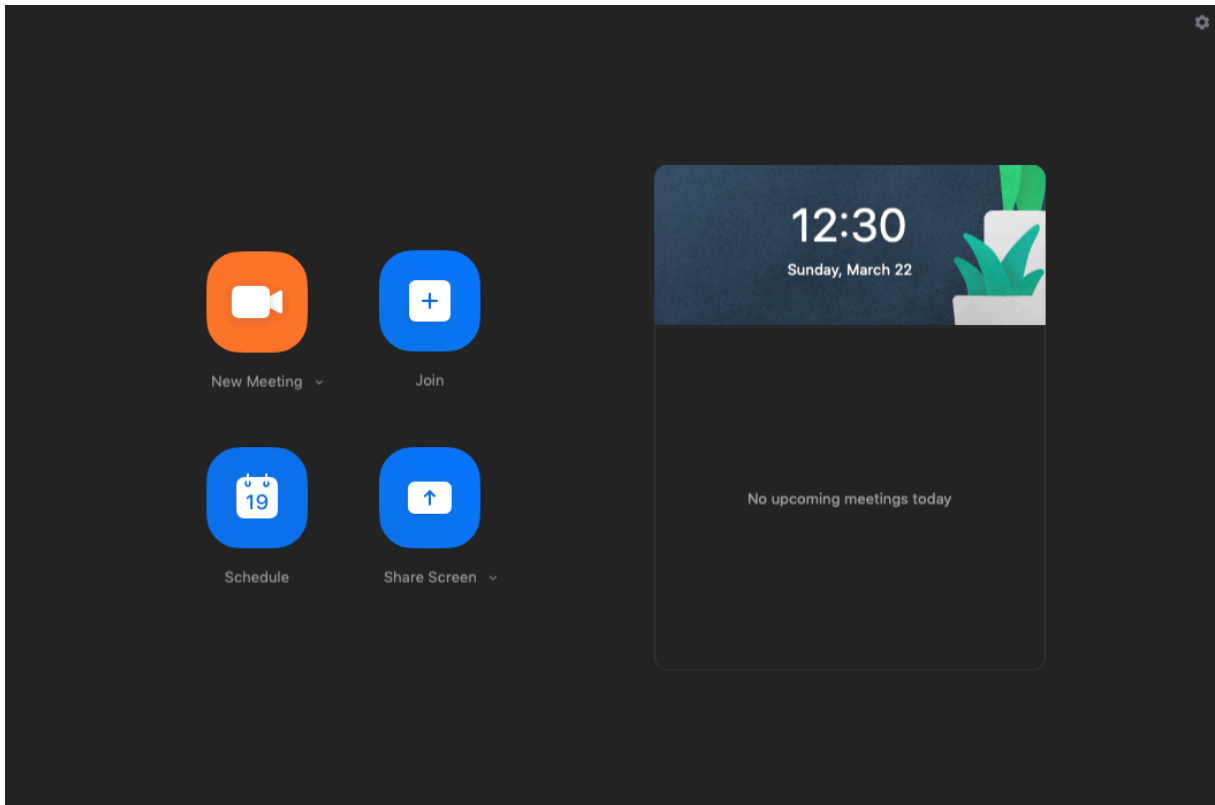 New Meeting
Join
19
Schedule
Share Screen
12:30
Sunday, March 22
No upcoming meetings today